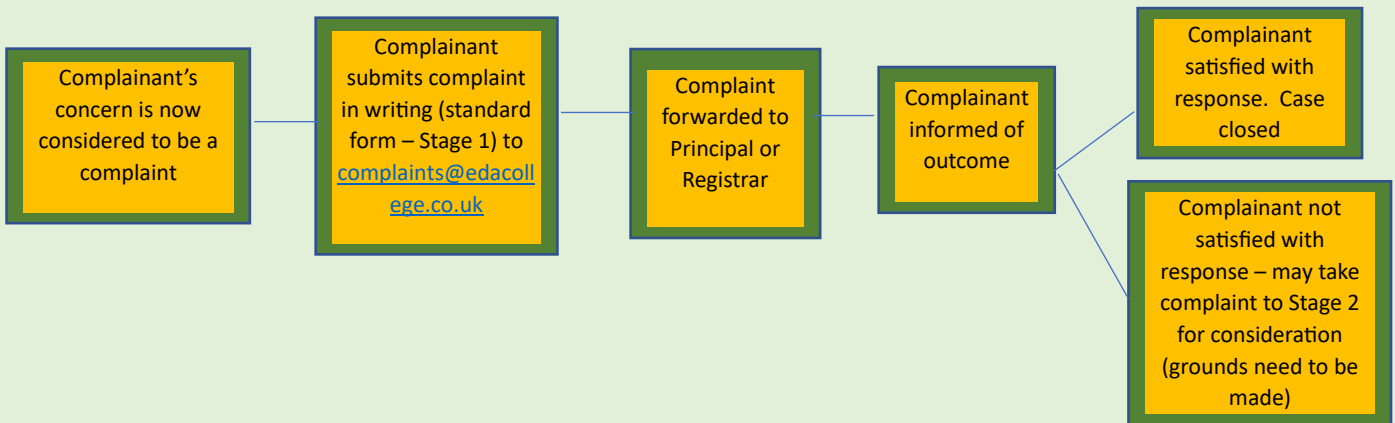 Complainant's
concern is now
considered to be a
complaint
Complainant
submits complaint
in writing (standard
form – Stage 1) to
complaints@edacoll
ege.co.uk
Complaint
forwarded to
Principal or
Registrar
Complainant
informed of
outcome
Complainant
satisfied with
response.  Case
closed
Complainant not
satisfied with
response – may take
complaint to Stage 2
for consideration
(grounds need to be
made)